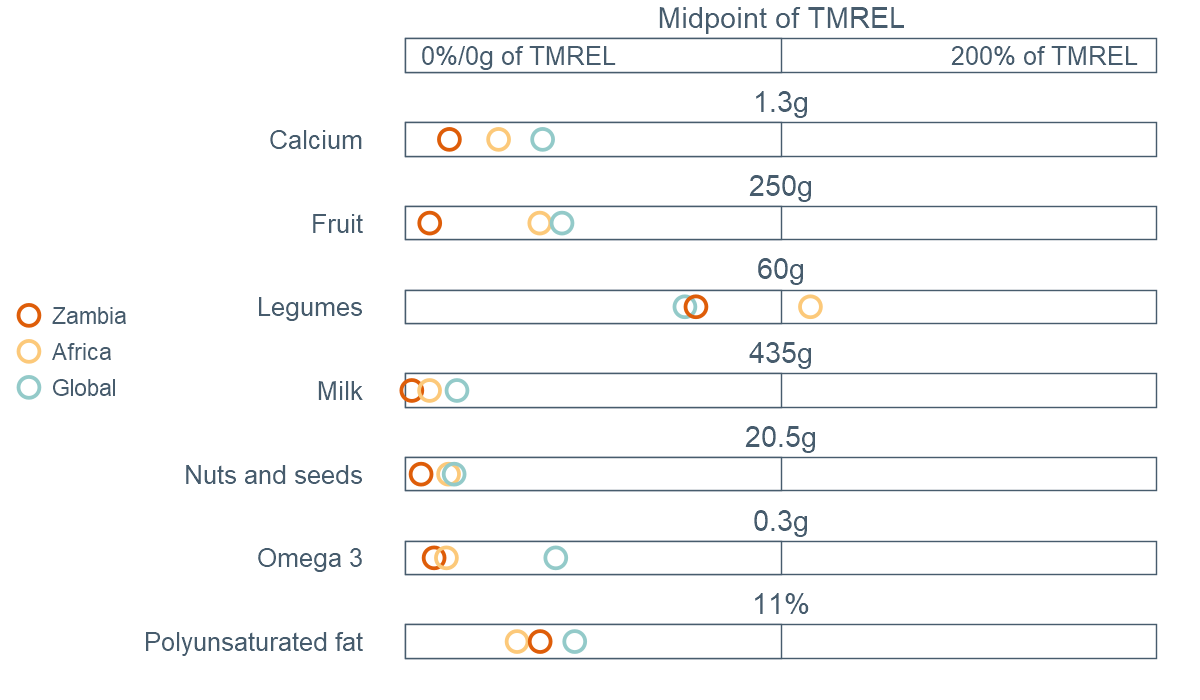 Midpoint of TMREL
0%/0g of TMREL 200% of TMREL
1.3g
Calcium
250g
Fruit
60g
Legumes
435g
Milk
20.5g
Nuts and seeds
0.3g
Omega 3
11%
Polyunsaturated fat
Zambia
Africa
Global